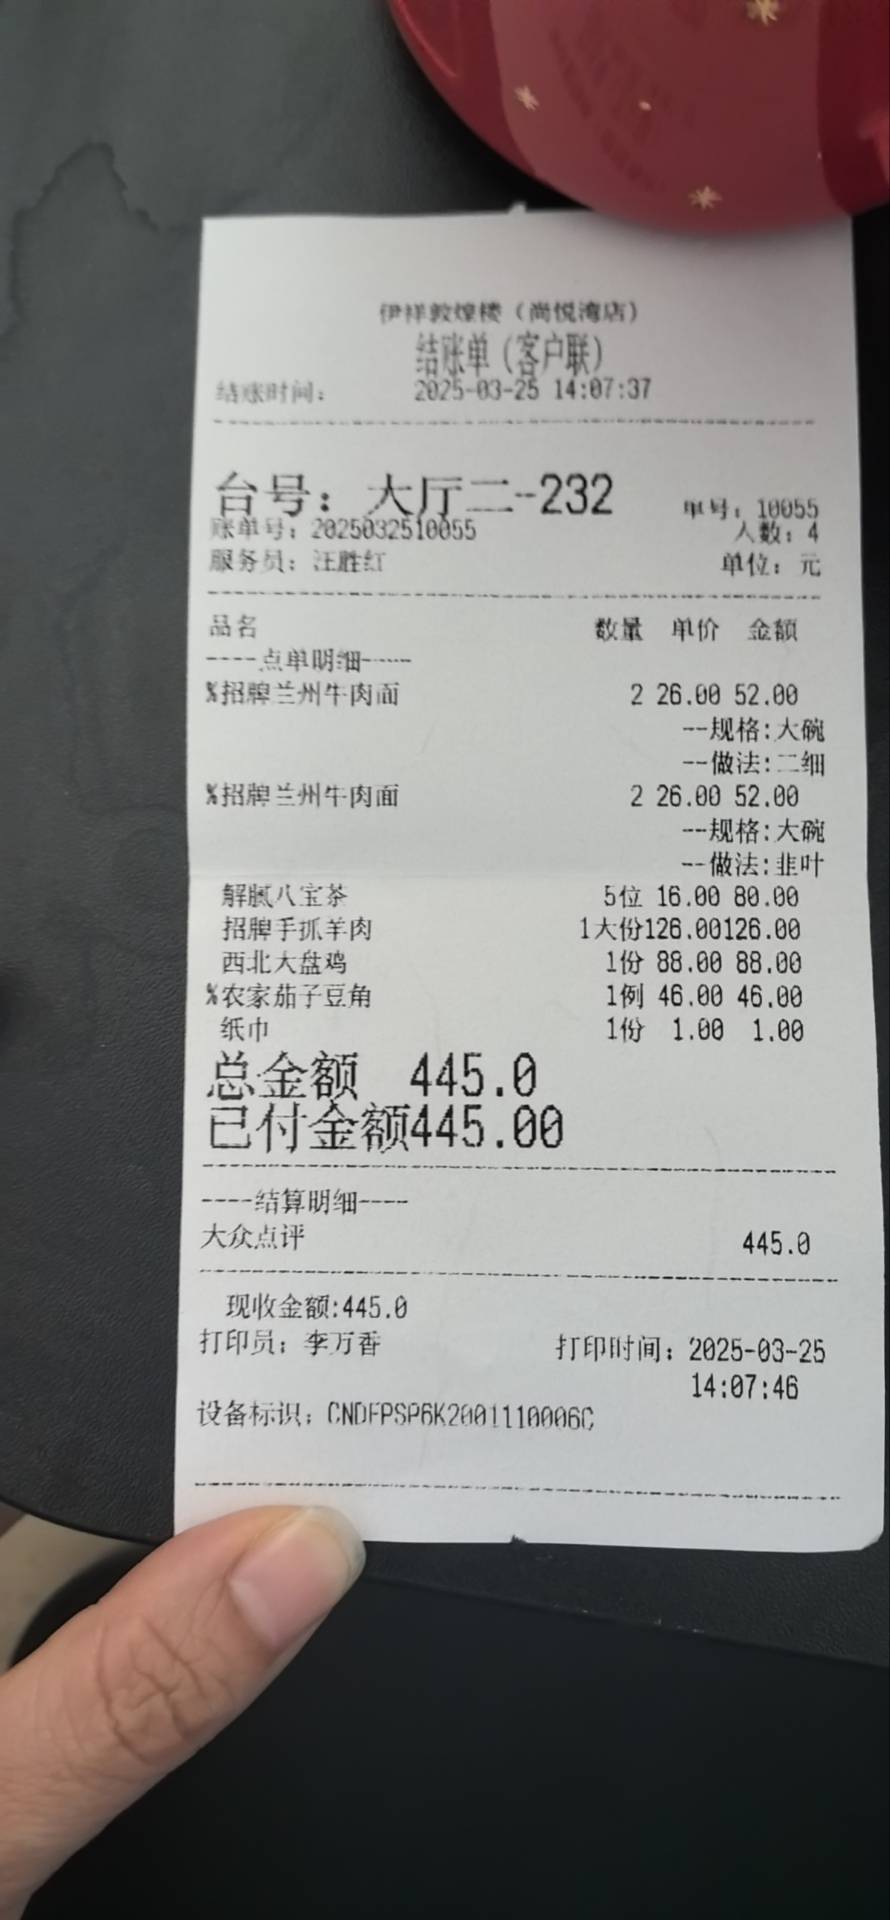 伊祥敦煌楼（尚悦湾店）
结账单（客户联）
结账时间： 2025-03-25 14:07:37
台号：大厅二-232 单号：10055
账单号：2025032510055 人数：4
服务员：汪胜红 单位：元
品名 数量 单价 金额
----点单明细-----
%招牌兰州牛肉面 2 26.00 52.00
--规格:大碗
--做法:二细
%招牌兰州牛肉面 2 26.00 52.00
--规格:大碗
--做法:韭叶
解腻八宝茶 5位 16.00 80.00
招牌手抓羊肉 1大份126.00126.00
西北大盘鸡 1份 88.00 88.00
%农家茄子豆角 1例 46.00 46.00
纸巾 1份 1.00 1.00
总金额 445.0
已付金额445.00
----结算明细----
大众点评 445.0
现收金额:445.0
打印员：李万香 打印时间：2025-03-25
14:07:46
设备标识：CNDFPSP6K2001110006C